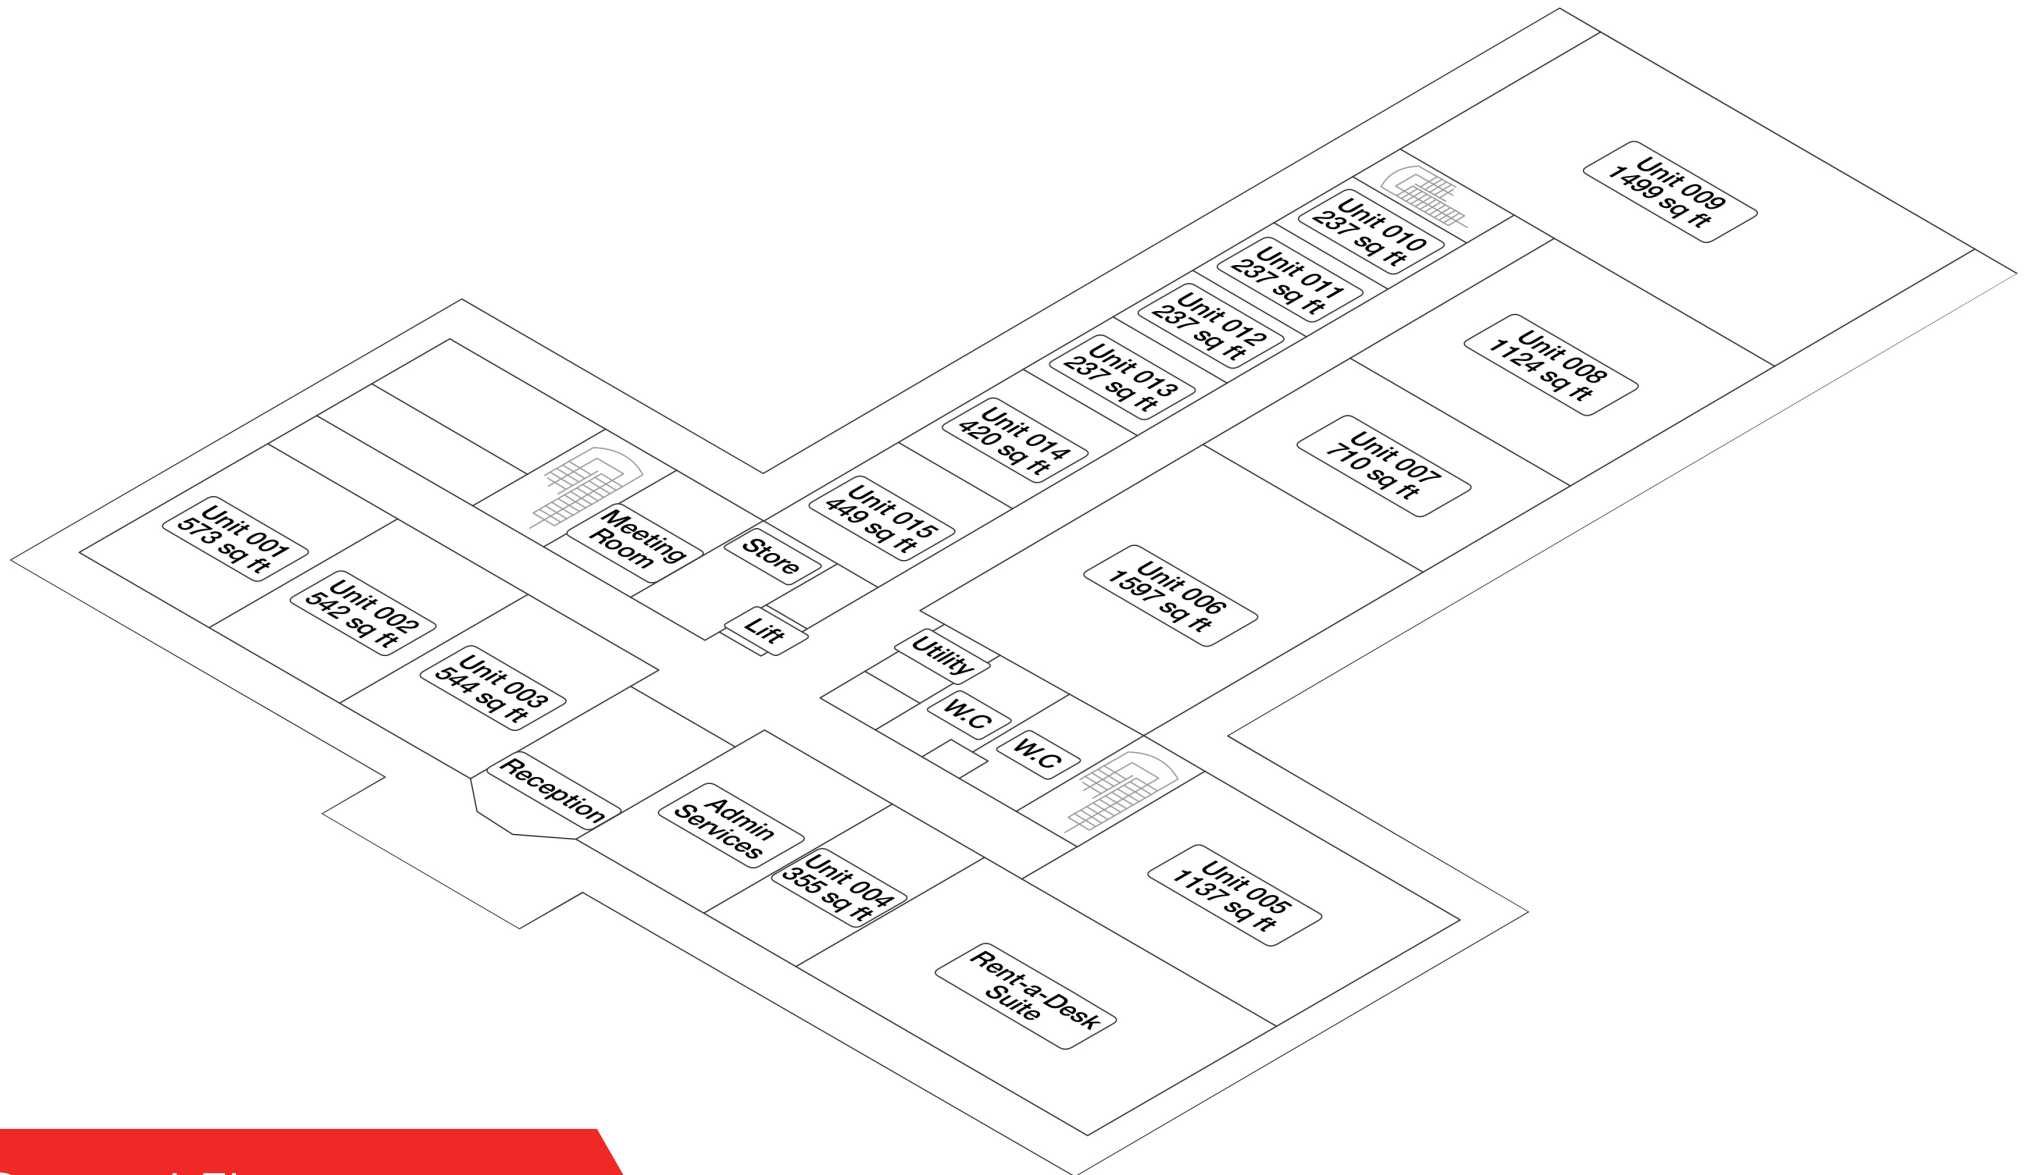 Unit 009
1499 sq ft
Unit 010
237 sq ft
Unit 011
237 sq ft
Unit 012
237 sq ft
Unit 013
237 sq ft
Unit 014
420 sq ft
Unit 015
449 sq ft
Unit 008
1124 sq ft
Unit 007
710 sq ft
Unit 006
1597 sq ft
Meeting
Room
Store
Lift
Utility
W.C
W.C
Unit 001
573 sq ft
Unit 002
542 sq ft
Unit 003
544 sq ft
Reception
Admin
Services
Unit 004
355 sq ft
Unit 005
1137 sq ft
Rent-a-Desk
Suite